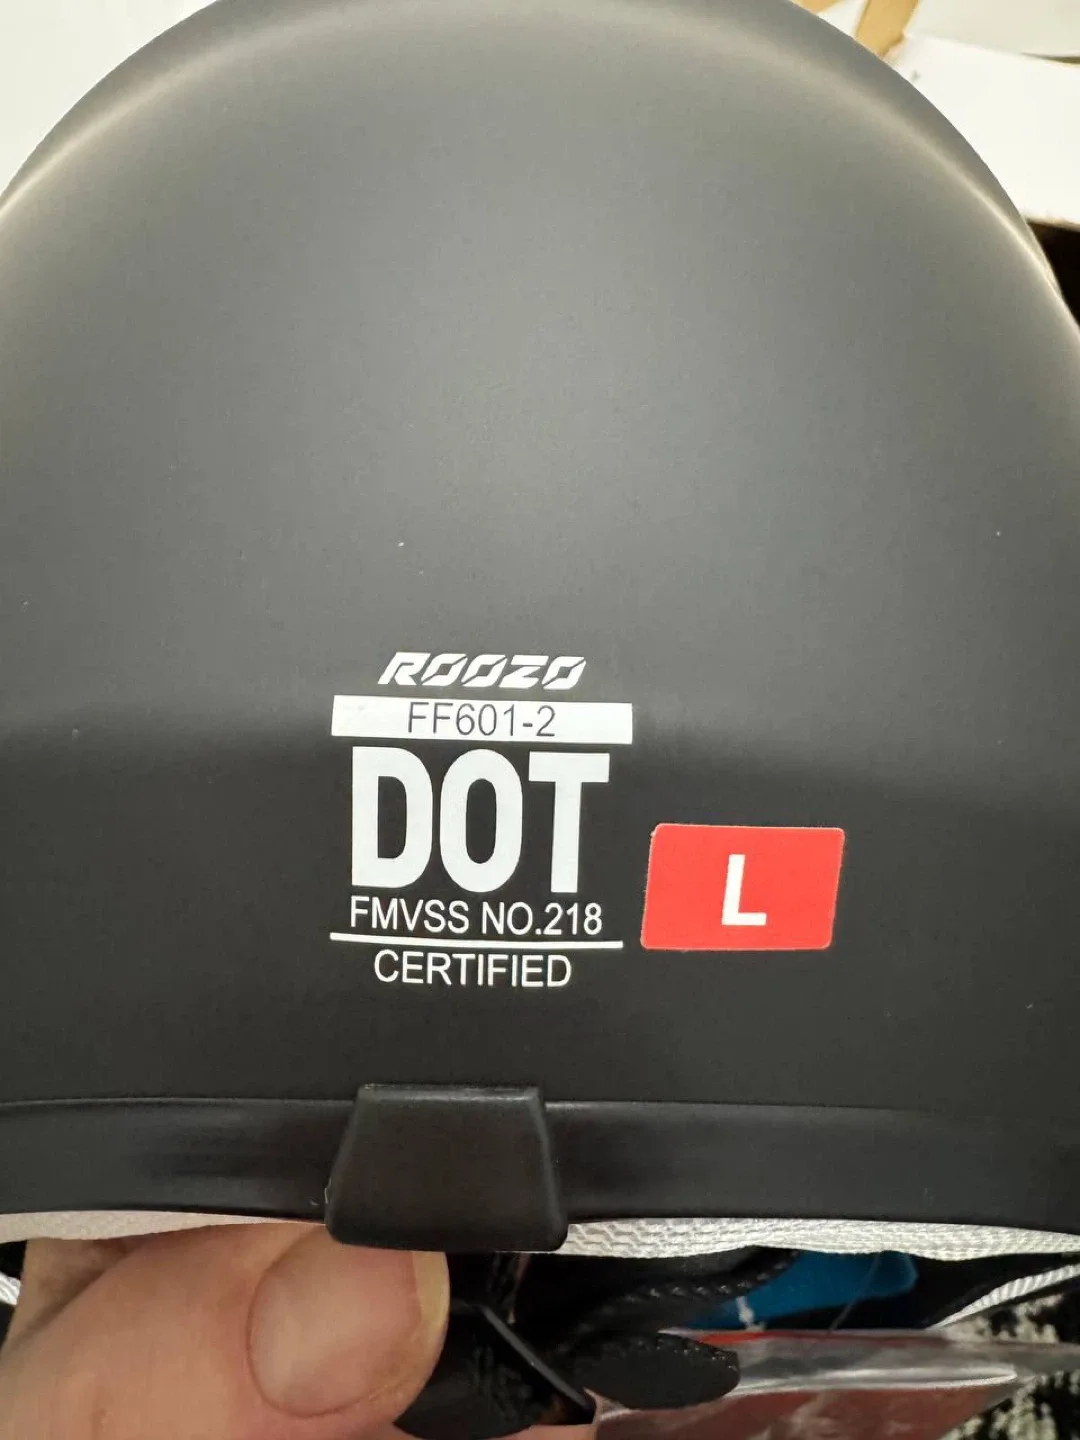 ROOZO
FF601-2
DOT
FMVSS NO.218
CERTIFIED
L